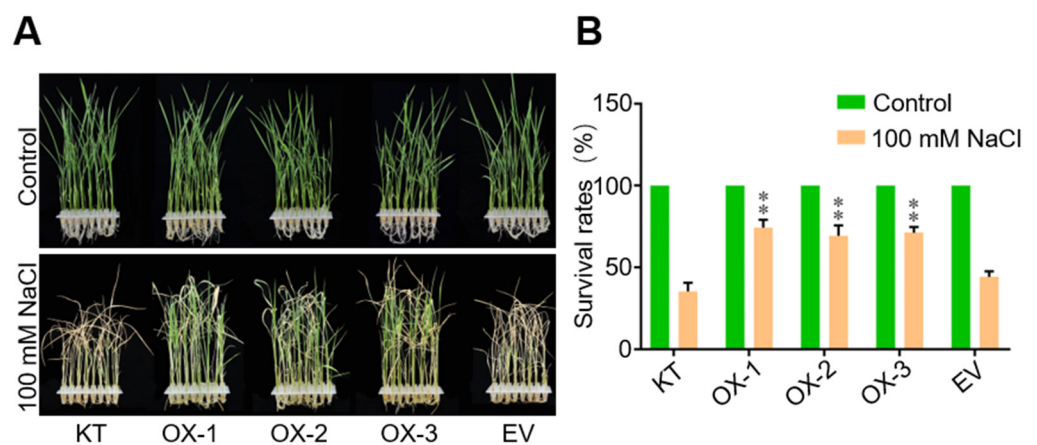 A
Control
100 mM NaCl
KT OX-1 OX-2 OX-3 EV
B
Survival rates (%)
150
100
50
0
Control
100 mM NaCl
** ** **
KT OX-1 OX-2 OX-3 EV